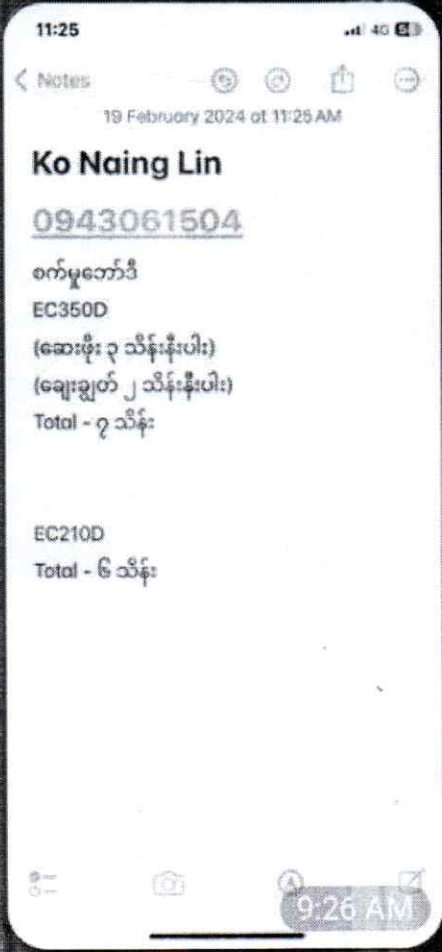 11:25
4G
Notes
19 February 2024 at 11:25 AM
Ko Naing Lin
0943061504
စက်မှုဘော်ဒီ
EC350D
(ဆေးဖိုး ၃ သိန်းနီးပါး)
(ချေးချွတ် ၂ သိန်းနီးပါး)
Total - ၇ သိန်း
EC210D
Total - ၆ သိန်း
9:26 AM